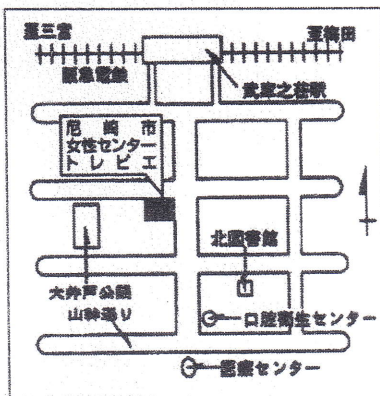 至三宮
至梅田
阪急電鉄
武庫之荘駅
尼崎市
女性センター
トレピエ
北図書館
大井戸公園
山幹通り
口腔衛生センター
医療センター